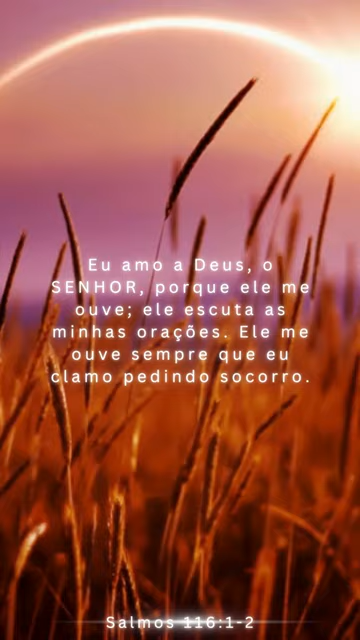 Eu amo a Deus, o
SENHOR, porque ele me
ouve; ele escuta as
minhas orações. Ele me
ouve sempre que eu
clamo pedindo socorro.
Salmos 116:1-2